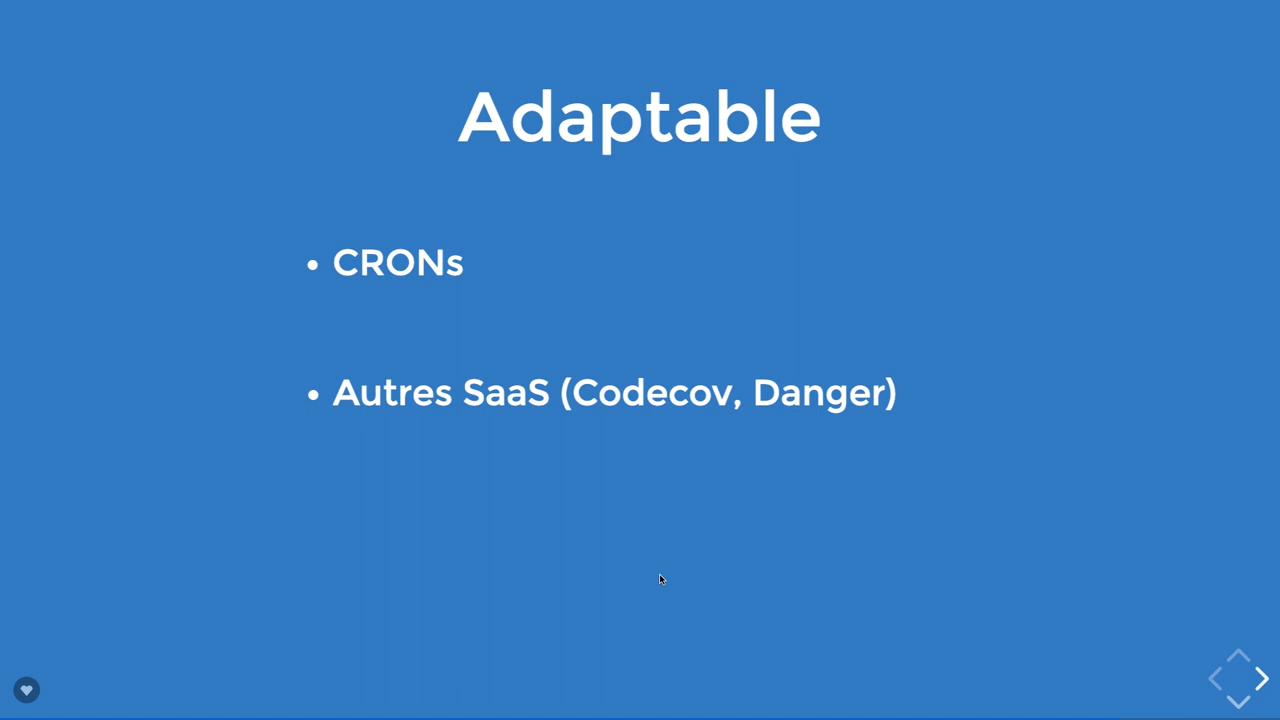 Adaptable
• CRONs
• Autres SaaS (Codecov, Danger)